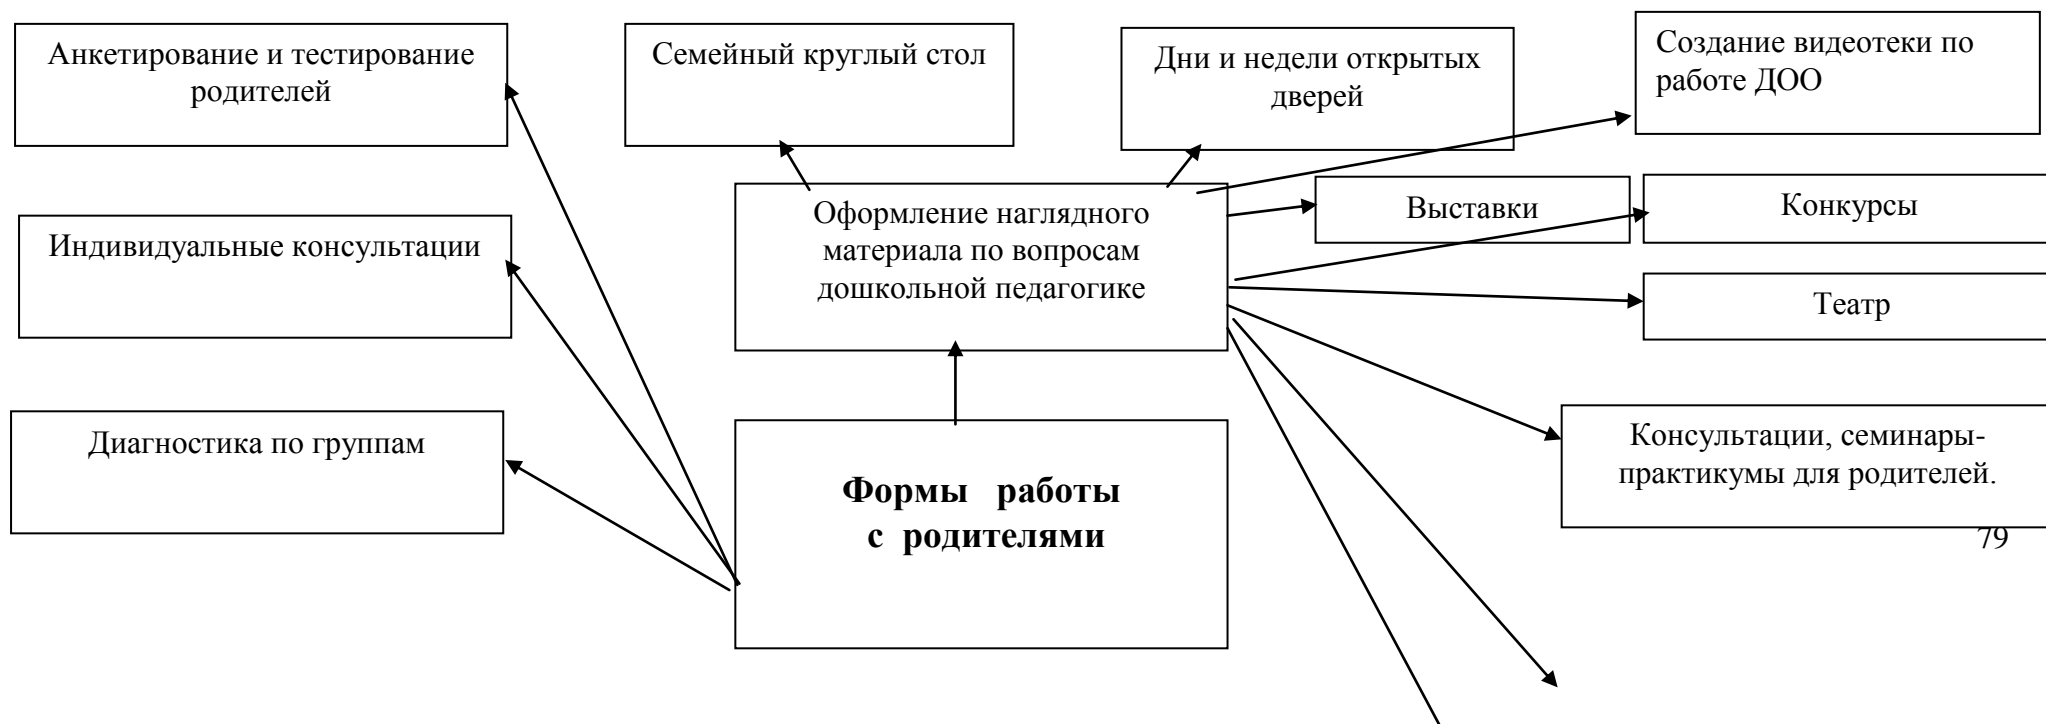 Анкетирование и тестирование
родителей
Семейный круглый стол
Дни и недели открытых
дверей
Создание видеотеки по
работе ДОО
Индивидуальные консультации
Оформление наглядного
материала по вопросам
дошкольной педагогике
Выставки
Конкурсы
Театр
Диагностика по группам
Формы работы
с родителями
Консультации, семинары-
практикумы для родителей.
79